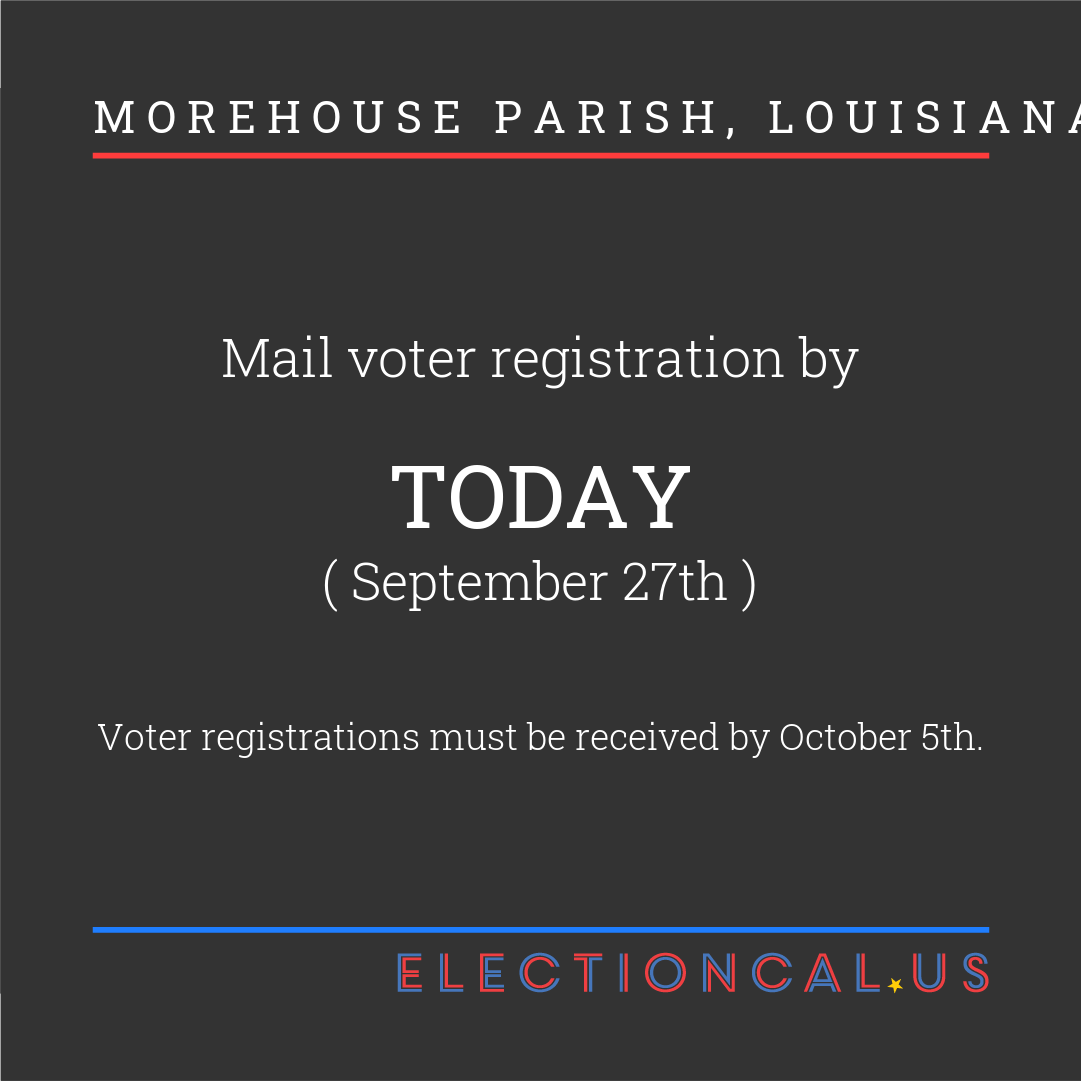 MOREHOUSE PARISH, LOUISIANA
Mail voter registration by
TODAY
( September 27th )
Voter registrations must be received by October 5th.
ELECTIONCAL.US